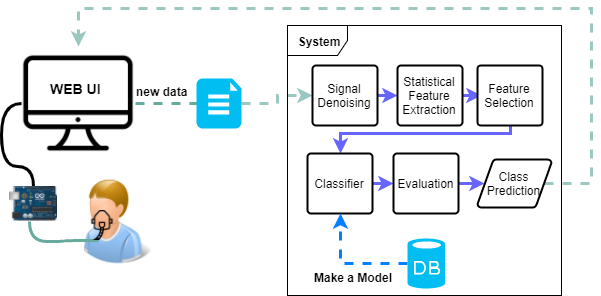 System
WEB UI
new data
Signal
Denoising
Statistical
Feature
Extraction
Feature
Selection
Classifier
Evaluation
Class
Prediction
Make a Model
DB